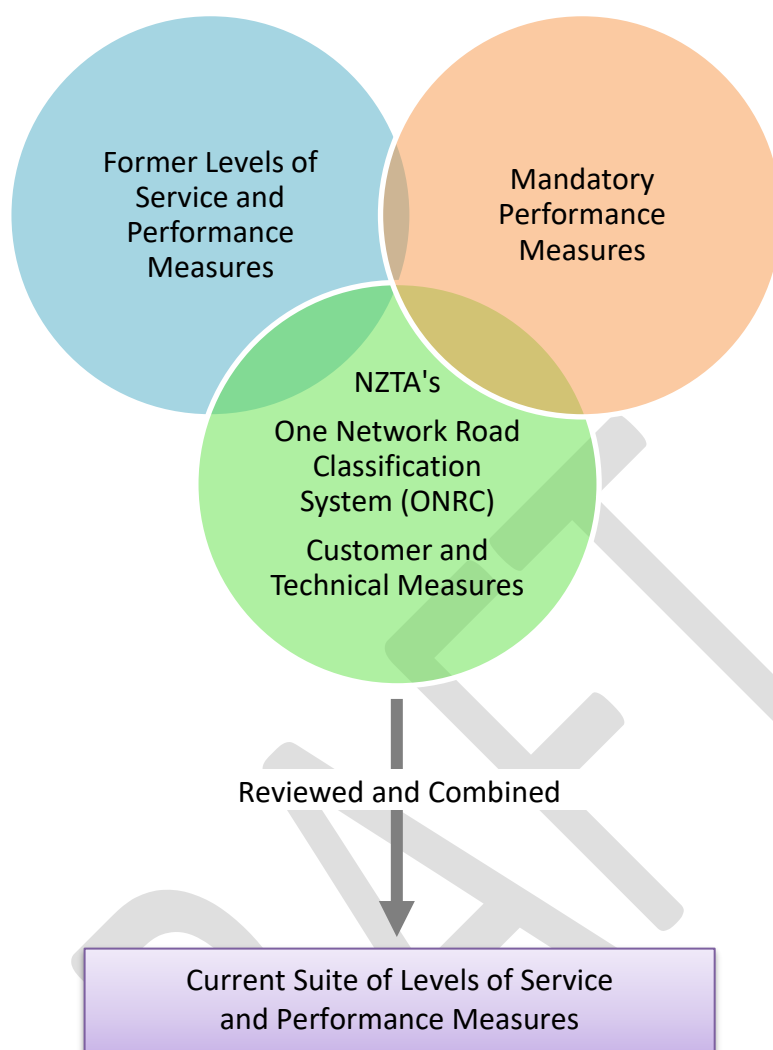 Former Levels of
Service and
Performance
Measures
Mandatory
Performance
Measures
NZTA's
One Network Road
Classification
System (ONRC)
Customer and
Technical Measures
Reviewed and Combined
Current Suite of Levels of Service
and Performance Measures
DRAFT